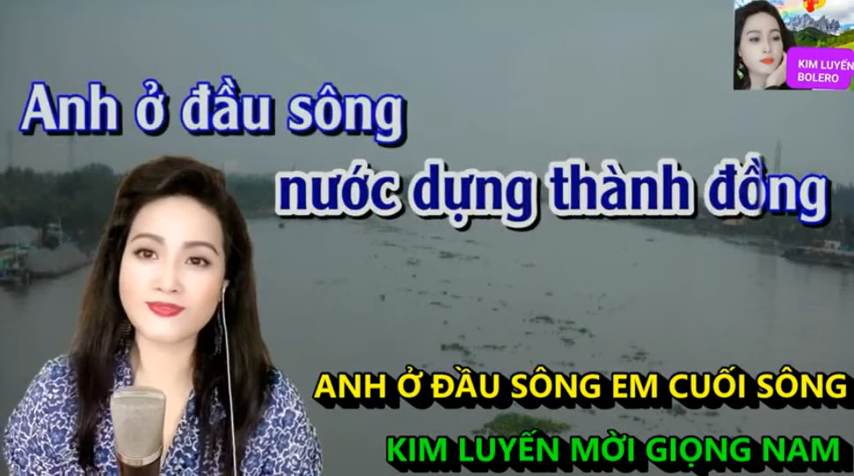 KIM LUYẾN
BOLERO
Anh ở đầu sông
nước dựng thành đồng
ANH Ở ĐẦU SÔNG EM CUỐI SÔNG
KIM LUYẾN MỜI GIỌNG NAM